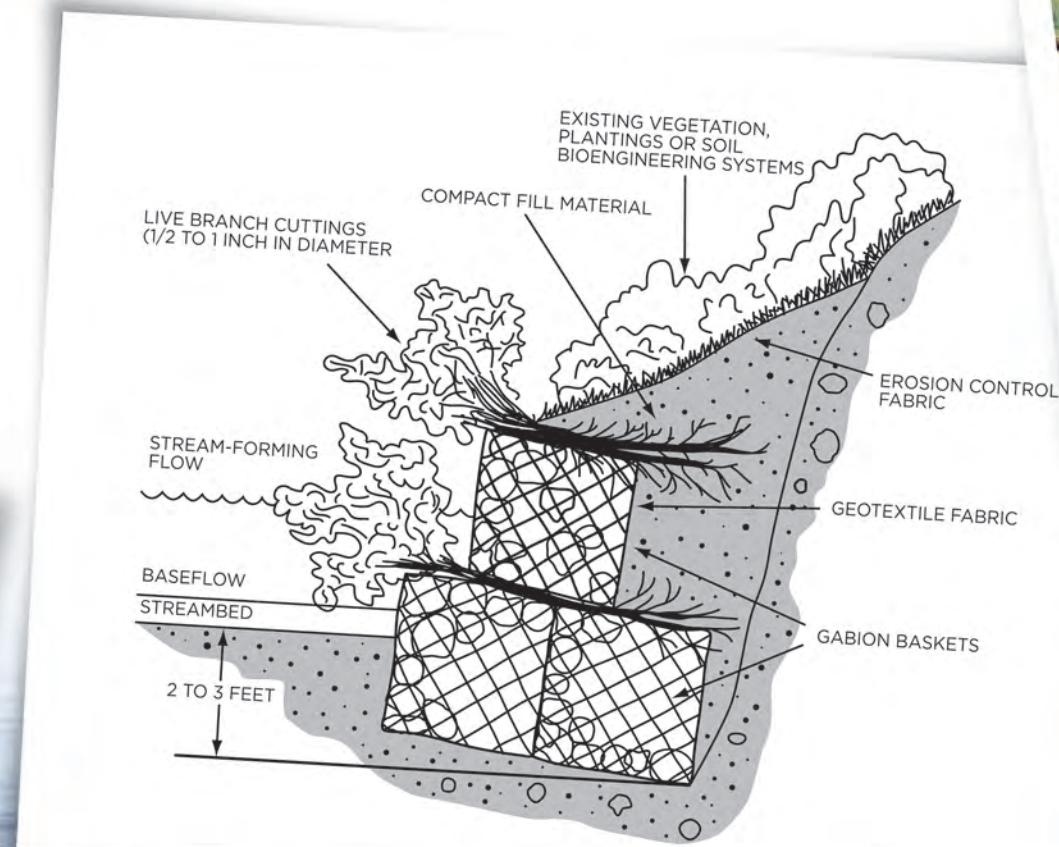 EXISTING VEGETATION,
PLANTINGS OR SOIL
BIOENGINEERING SYSTEMS
COMPACT FILL MATERIAL
LIVE BRANCH CUTTINGS
(1/2 TO 1 INCH IN DIAMETER
EROSION CONTROL
FABRIC
STREAM-FORMING
FLOW
GEOTEXTILE FABRIC
BASEFLOW
STREAMBED
GABION BASKETS
2 TO 3 FEET